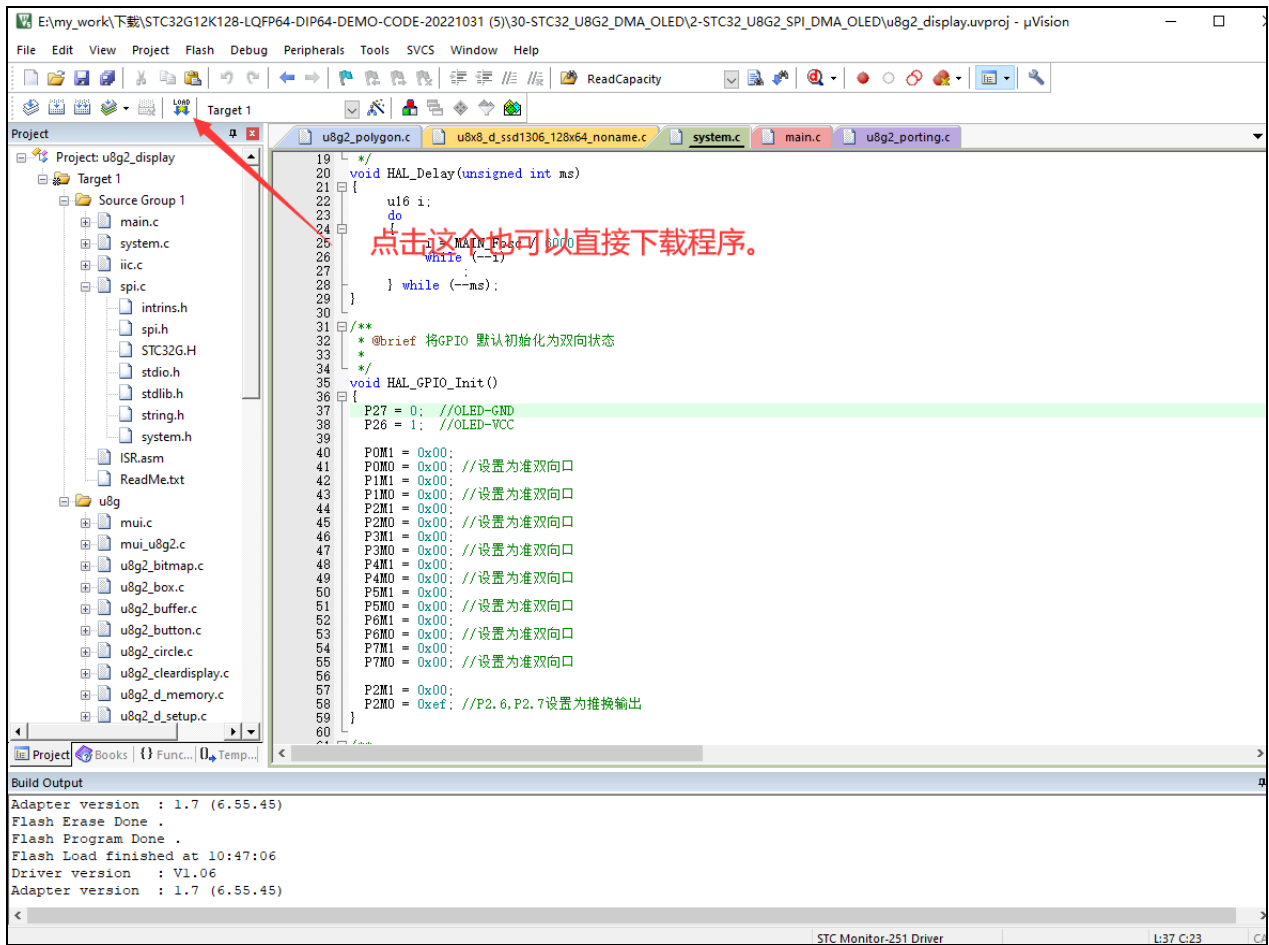 E:\my_work\下载\STC32G12K128-LQFP64-DIP64-DEMO-CODE-20221031 (5)\30-STC32_U8G2_DMA_OLED\2-STC32_U8G2_SPI_DMA_OLED\u8g2_display.uvproj - µVision
File Edit View Project Flash Debug Peripherals Tools SVCS Window Help
ReadCapacity
LOAD Target 1
Project
u8g2_polygon.c u8x8_d_ssd1306_128x64_noname.c system.c main.c u8g2_porting.c
Project: u8g2_display
Target 1
Source Group 1
main.c
system.c
iic.c
spi.c
intrins.h
spi.h
STC32G.H
stdio.h
stdlib.h
string.h
system.h
ISR.asm
ReadMe.txt
u8g
mui.c
mui_u8g2.c
u8g2_bitmap.c
u8g2_box.c
u8g2_buffer.c
u8g2_button.c
u8g2_circle.c
u8g2_cleardisplay.c
u8g2_d_memory.c
u8g2_d_setup.c
Project Books {} Func... Temp...
19 */
20 void HAL_Delay(unsigned int ms)
21 {
22 u16 i;
23 do
24 {
25 i = MAIN_Fosc / 6000
26 while (--i)
27 ;
28 } while (--ms);
29 }
30
31 /**
32 * @brief 将GPIO 默认初始化为双向状态
33 *
34 */
35 void HAL_GPIO_Init()
36 {
37 P27 = 0; //OLED-GND
38 P26 = 1; //OLED-VCC
39
40 P0M1 = 0x00;
41 P0M0 = 0x00; //设置为准双向口
42 P1M1 = 0x00;
43 P1M0 = 0x00; //设置为准双向口
44 P2M1 = 0x00;
45 P2M0 = 0x00; //设置为准双向口
46 P3M1 = 0x00;
47 P3M0 = 0x00; //设置为准双向口
48 P4M1 = 0x00;
49 P4M0 = 0x00; //设置为准双向口
50 P5M1 = 0x00;
51 P5M0 = 0x00; //设置为准双向口
52 P6M1 = 0x00;
53 P6M0 = 0x00; //设置为准双向口
54 P7M1 = 0x00;
55 P7M0 = 0x00; //设置为准双向口
56
57 P2M1 = 0x00;
58 P2M0 = 0xef; //P2.6,P2.7设置为推挽输出
59 }
60
点击这个也可以直接下载程序。
Build Output
Adapter version : 1.7 (6.55.45)
Flash Erase Done .
Flash Program Done .
Flash Load finished at 10:47:06
Driver version : V1.06
Adapter version : 1.7 (6.55.45)
STC Monitor-251 Driver L:37 C:23